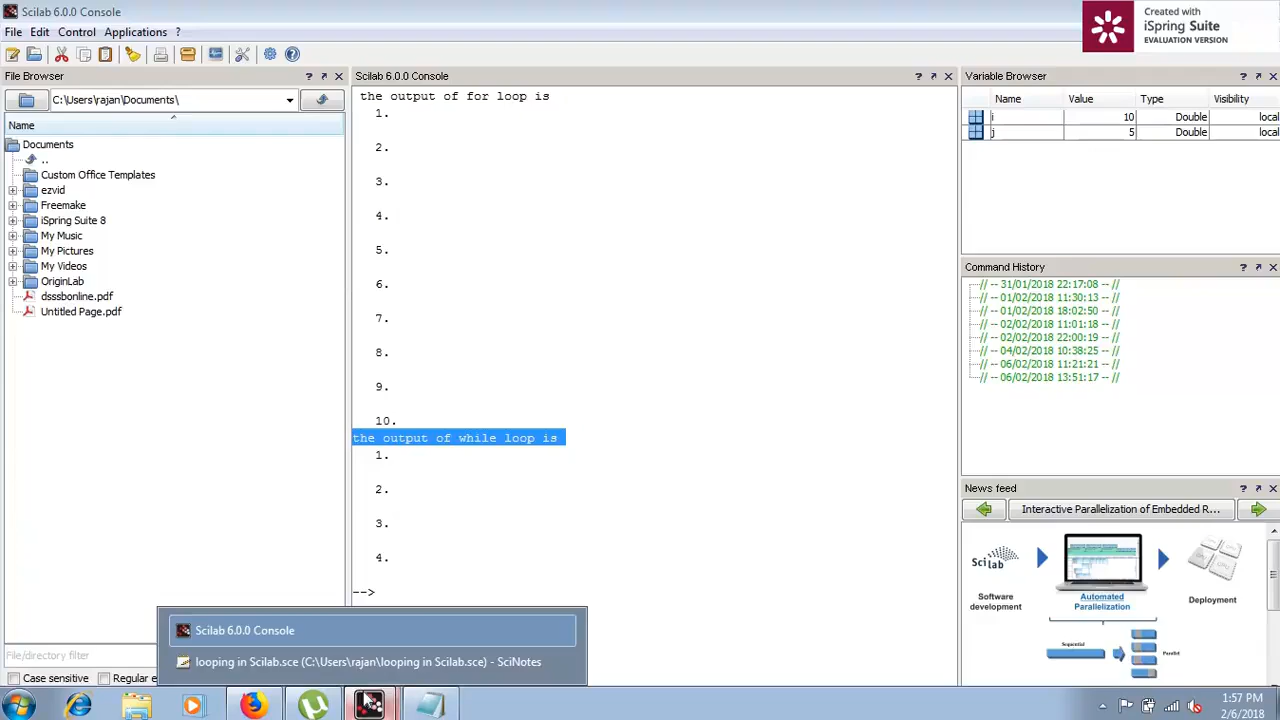 Scilab 6.0.0 Console
Created with
iSpring Suite
EVALUATION VERSION
File Edit Control Applications ?
File Browser ? ↗ ×
C:\Users\rajan\Documents\
Name
Documents
..
Custom Office Templates
ezvid
Freemake
iSpring Suite 8
My Music
My Pictures
My Videos
OriginLab
dsssbonline.pdf
Untitled Page.pdf
File/directory filter
Case sensitive
Scilab 6.0.0 Console ? ↗ ×
the output of for loop is
1.
2.
3.
4.
5.
6.
7.
8.
9.
10.
the output of while loop is
1.
2.
3.
4.
-->
Variable Browser ? ↗ ×
Name Value Type Visibility
i 10 Double local
j 5 Double local
Command History ? ↗ ×
// -- 31/01/2018 22:17:08 -- //
// -- 01/02/2018 11:30:13 -- //
// -- 01/02/2018 18:02:50 -- //
// -- 02/02/2018 11:01:18 -- //
// -- 02/02/2018 22:00:19 -- //
// -- 04/02/2018 10:38:25 -- //
// -- 06/02/2018 11:21:21 -- //
// -- 06/02/2018 13:51:17 -- //
News feed ? ↗ ×
Interactive Parallelization of Embedded R...
Scilab
Software
development
Automated
Parallelization
Deployment
Sequential
Parallel
Scilab 6.0.0 Console
looping in Scilab.sce (C:\Users\rajan\looping in Scilab.sce) - SciNotes
1:57 PM
2/6/2018